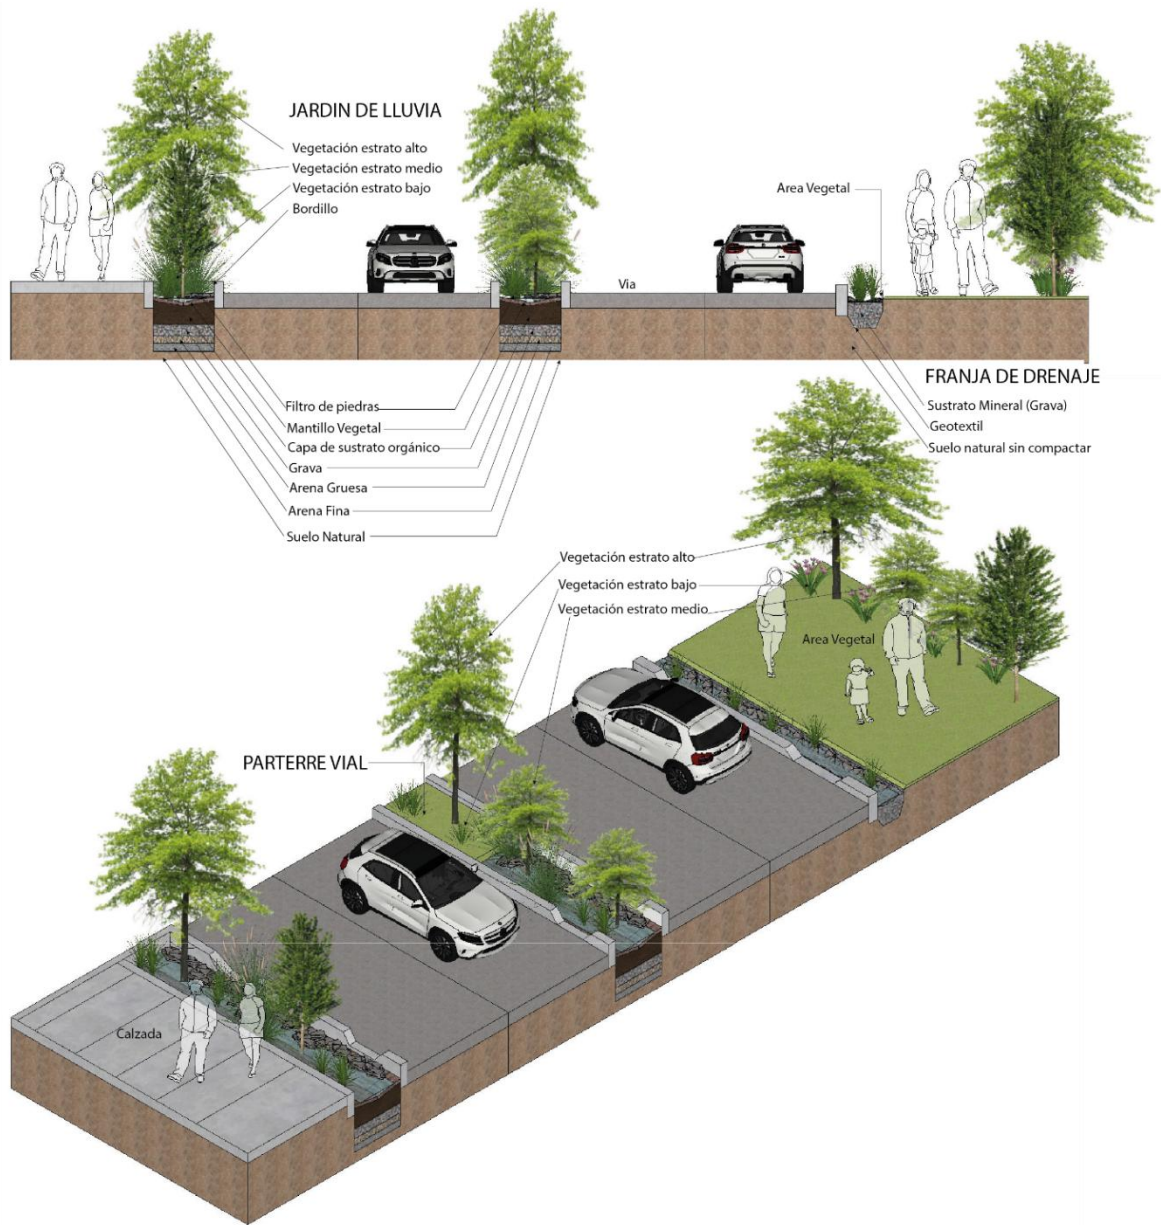 JARDIN DE LLUVIA
Vegetación estrato alto
Vegetación estrato medio
Vegetación estrato bajo
Bordillo
Area Vegetal
Via
FRANJA DE DRENAJE
Sustrato Mineral (Grava)
Geotextil
Suelo natural sin compactar
Filtro de piedras
Mantillo Vegetal
Capa de sustrato orgánico
Grava
Arena Gruesa
Arena Fina
Suelo Natural
Vegetación estrato alto
Vegetación estrato bajo
Vegetación estrato medio
Area Vegetal
PARTERRE VIAL
Calzada